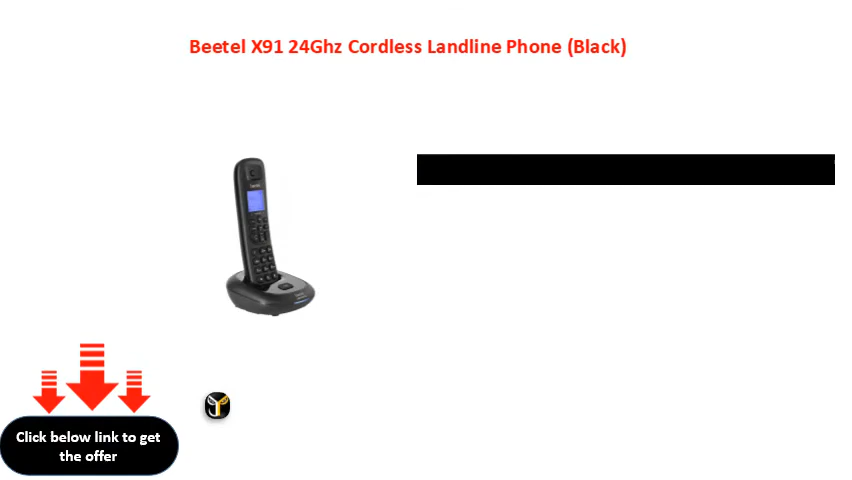 Beetel X91 24Ghz Cordless Landline Phone (Black)
Click below link to get
the offer